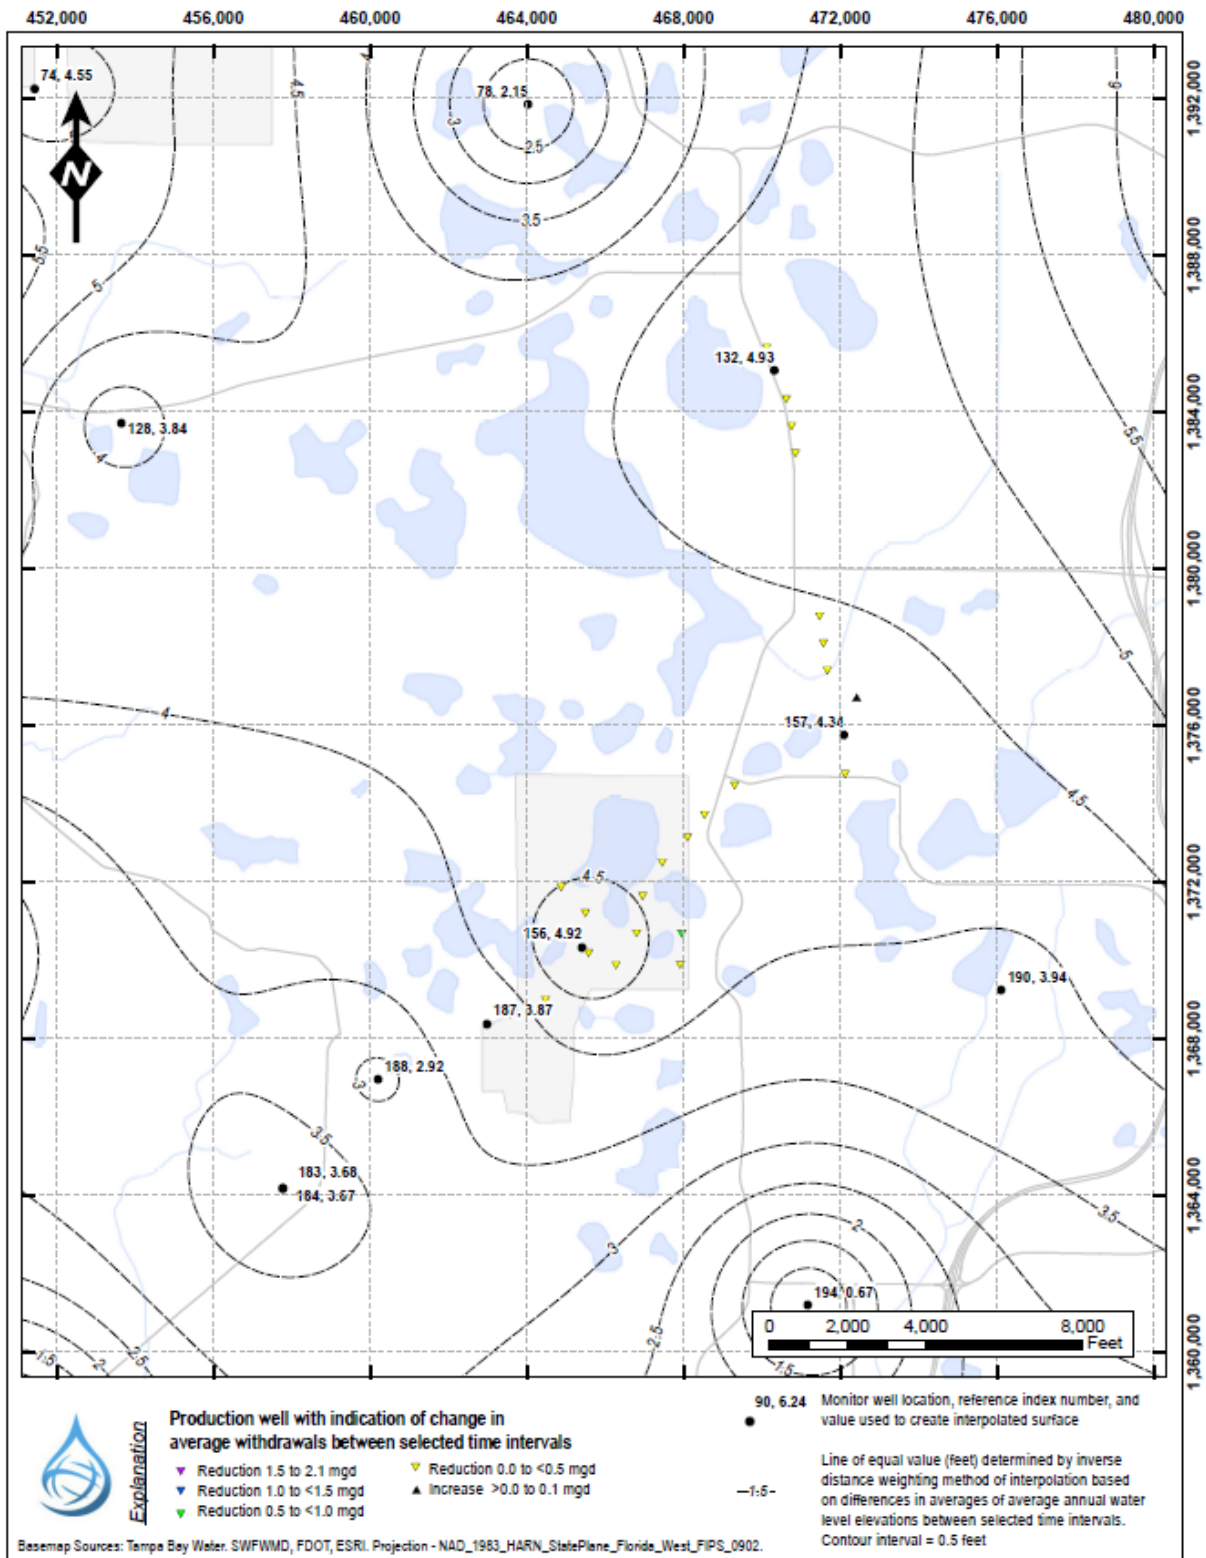 452,000 456,000 460,000 464,000 468,000 472,000 476,000 480,000
74, 4.55
78, 2.15
4
4.5
6
1,392,000
3
2.5
5
N
3.5
5.5
5
1,388,000
132, 4.93
128, 3.84
4
1,384,000
5.5
1,380,000
5
4
157, 4.34
1,376,000
4.5
4.5
1,372,000
156, 4.92
190, 3.94
187, 3.87
1,368,000
188, 2.92
3
3.5
183, 3.68
184, 3.67
1,364,000
3.5
2
3
194, 0.67
2.5
0 2,000 4,000 8,000
Feet
1.5
2
2.5
1.5
1,360,000
Explanation
Production well with indication of change in
average withdrawals between selected time intervals
Reduction 1.5 to 2.1 mgd
Reduction 1.0 to <1.5 mgd
Reduction 0.5 to <1.0 mgd
Reduction 0.0 to <0.5 mgd
Increase >0.0 to 0.1 mgd
90, 6.24 Monitor well location, reference index number, and
value used to create interpolated surface
—1.5— Line of equal value (feet) determined by inverse
distance weighting method of interpolation based
on differences in averages of average annual water
level elevations between selected time intervals.
Contour interval = 0.5 feet
Basemap Sources: Tampa Bay Water. SWFWMD, FDOT, ESRI. Projection - NAD_1983_HARN_StatePlane_Florida_West_FIPS_0902.